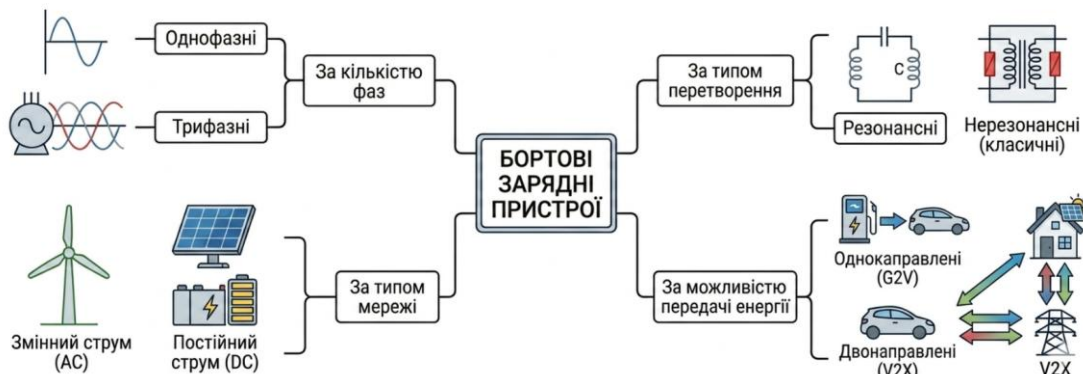 Однофазні
Трифазні
За кількістю
фаз
Змінний струм
(AC)
Постійний
струм (DC)
За типом
мережі
БОРТОВІ
ЗАРЯДНІ
ПРИСТРОЇ
За типом
перетворення
C
Резонансні
Нерезонансні
(класичні)
За можливістю
передачі енергії
Однокаправлені
(G2V)
Двонаправлені
(V2X)
V2X